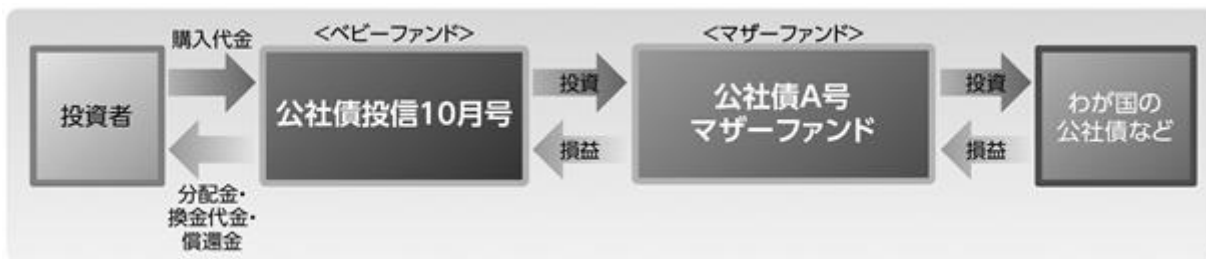 購入代金
<ベビーファンド>
<マザーファンド>
投資者
公社債投信10月号
投資
損益
公社債A号
マザーファンド
投資
損益
わが国の
公社債など
分配金・
換金代金・
償還金